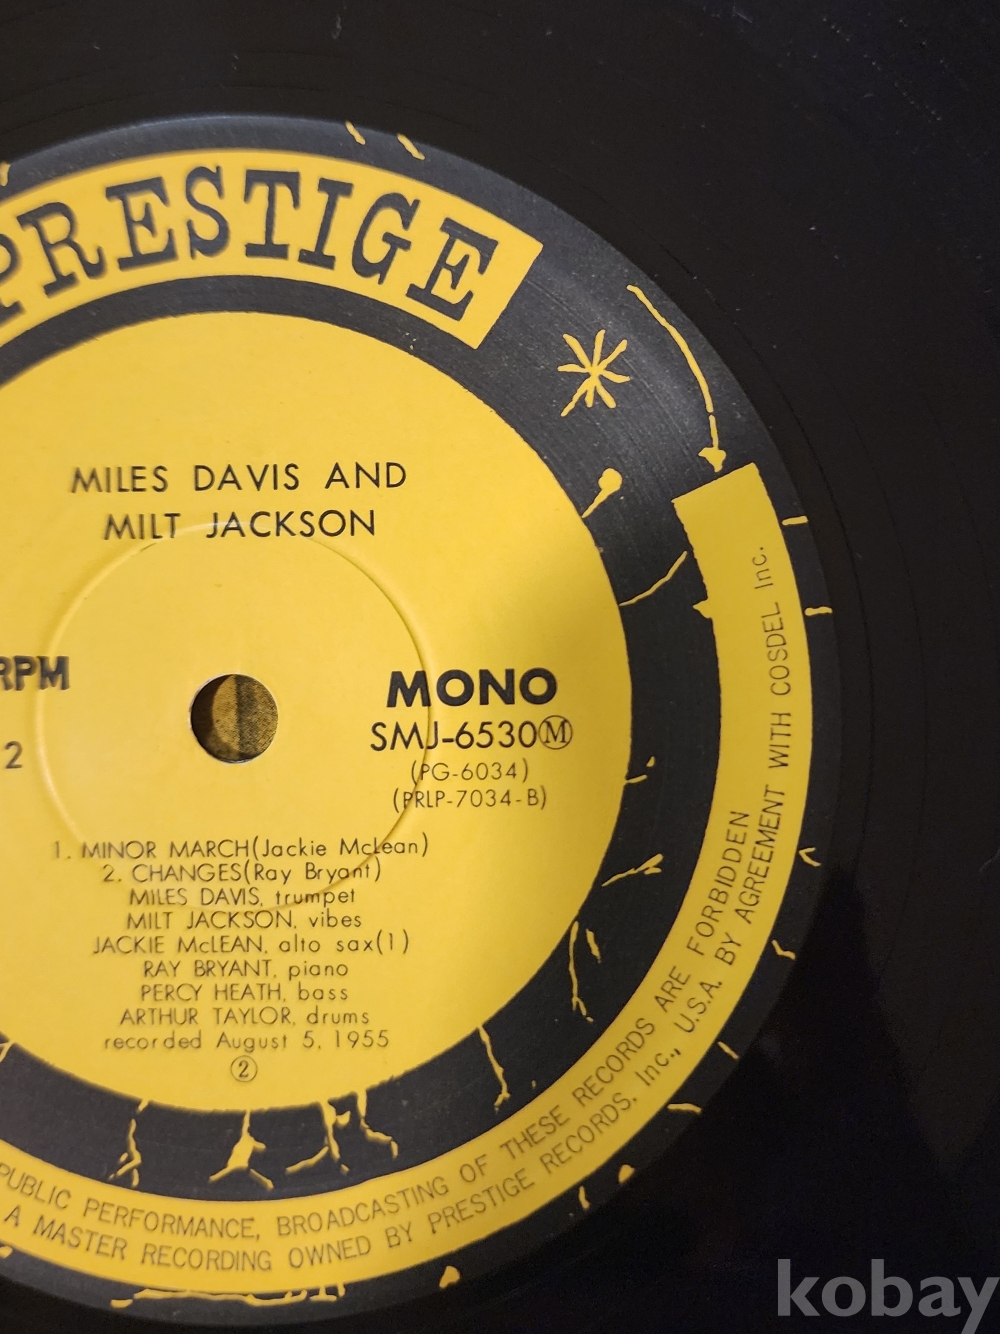 PRESTIGE
MILES DAVIS AND
MILT JACKSON
RPM
MONO
SMJ-6530Ⓜ
2
(PG-6034)
(PRLP-7034-B)
1. MINOR MARCH(Jackie McLean)
2. CHANGES(Ray Bryant)
MILES DAVIS, trumpet
MILT JACKSON, vibes
JACKIE McLEAN, alto sax(1)
RAY BRYANT, piano
PERCY HEATH, bass
ARTHUR TAYLOR, drums
recorded August 5, 1955
②
PUBLIC PERFORMANCE, BROADCASTING OF THESE RECORDS ARE FORBIDDEN
A MASTER RECORDING OWNED BY PRESTIGE RECORDS. Inc., U.S.A. BY AGREEMENT WITH COSDEL Inc.
kobay